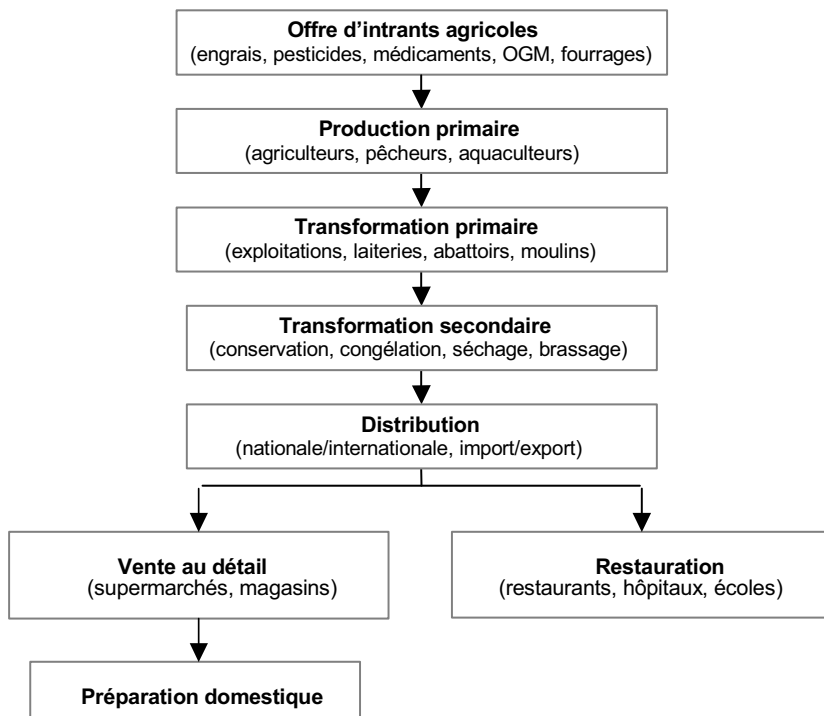 Offre d'intrants agricoles
(engrais, pesticides, médicaments, OGM, fourrages)
Production primaire
(agriculteurs, pêcheurs, aquaculteurs)
Transformation primaire
(exploitations, laiteries, abattoirs, moulins)
Transformation secondaire
(conservation, congélation, séchage, brassage)
Distribution
(nationale/internationale, import/export)
Vente au détail
(supermarchés, magasins)
Restauration
(restaurants, hôpitaux, écoles)
Préparation domestique